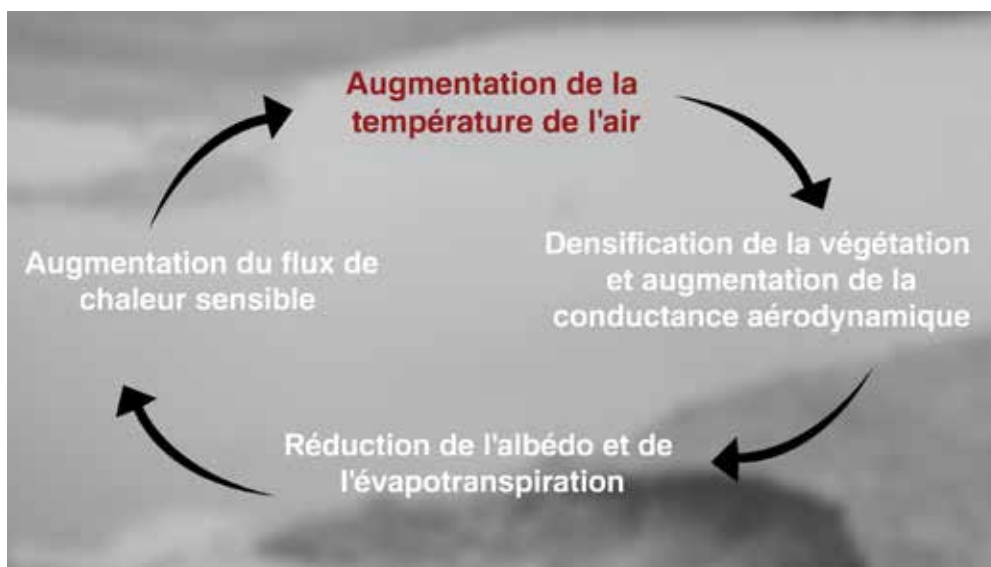 Augmentation de la
température de l'air
Densification de la végétation
et augmentation de la
conductance aérodynamique
Réduction de l'albédo et de
l'évapotranspiration
Augmentation du flux de
chaleur sensible